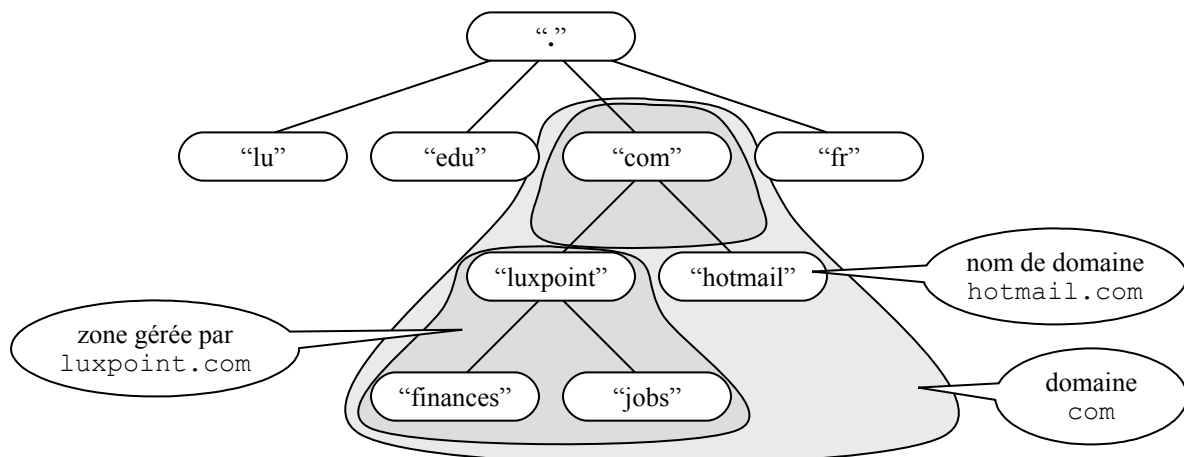 “.”
“lu”
“edu”
“com”
“fr”
“luxpoint”
“hotmail”
nom de domaine
hotmail.com
zone gérée par
luxpoint.com
“finances”
“jobs”
domaine
com